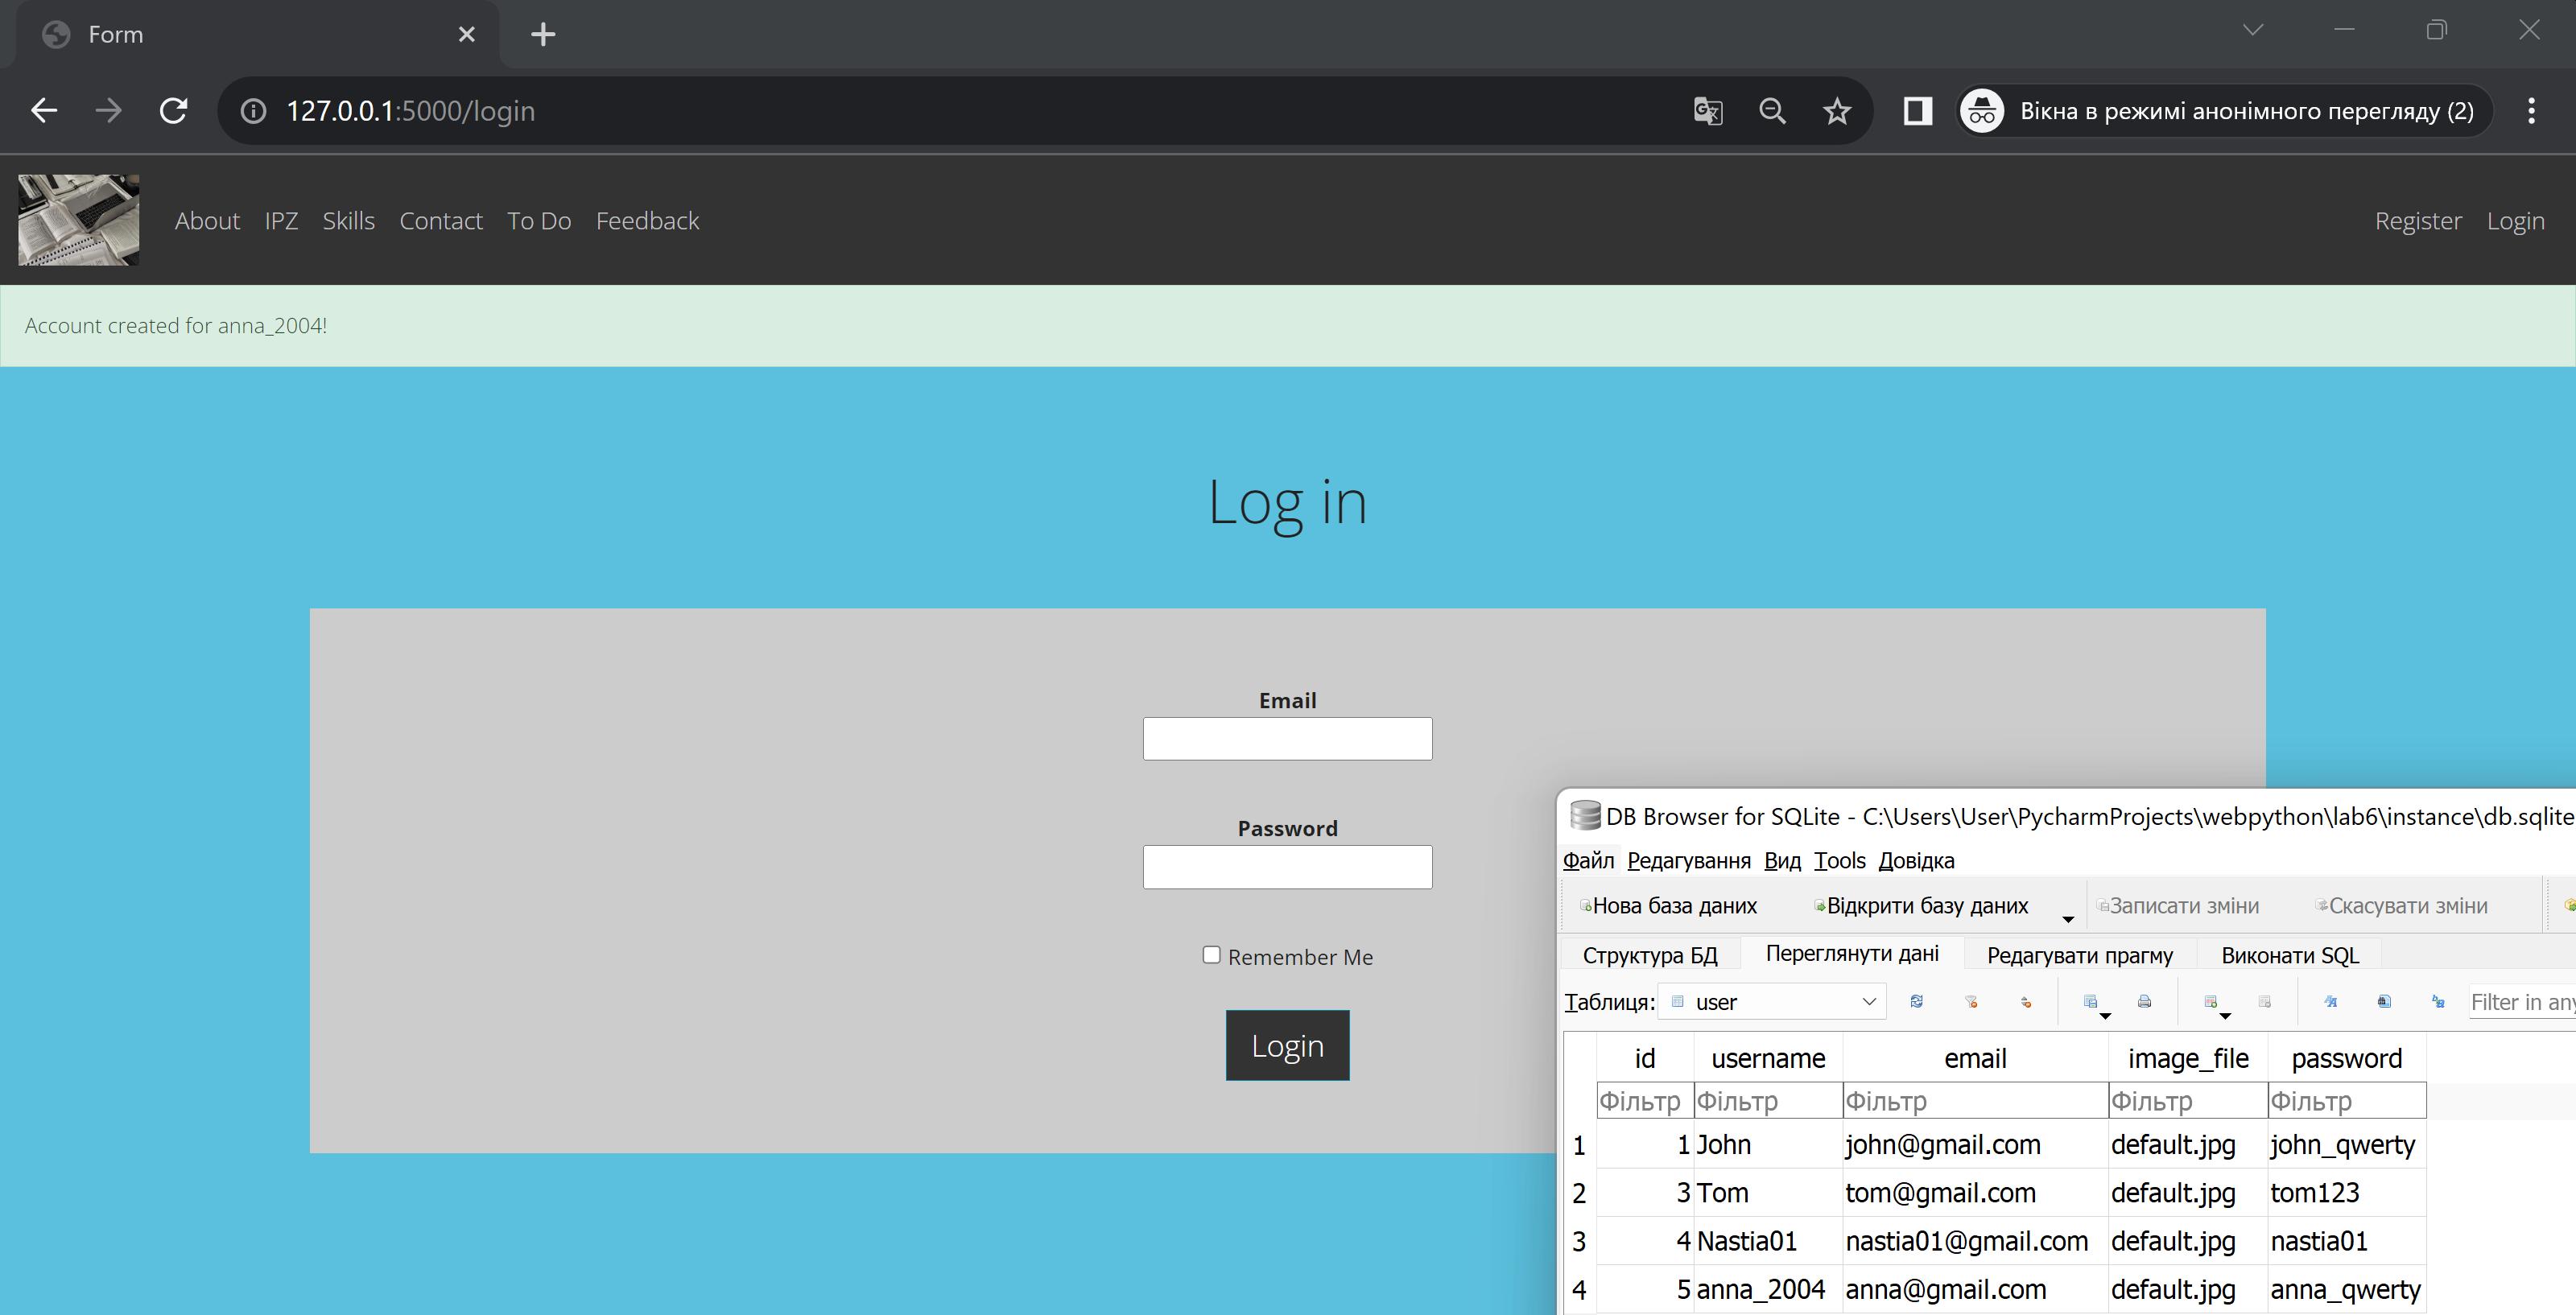 Form
127.0.0.1:5000/login
Вікна в режимі анонімного перегляду (2)
About IPZ Skills Contact To Do Feedback Register Login
Account created for anna_2004!
Log in
Email
Password
Remember Me
Login
DB Browser for SQLite - C:\Users\User\PycharmProjects\webpython\lab6\instance\db.sqlite
Файл Редагування Вид Tools Довідка
Нова база даних Відкрити базу даних Записати зміни Скасувати зміни
Структура БД Переглянути дані Редагувати прагму Виконати SQL
Таблиця: user Filter in any
id username email image_file password
Фільтр Фільтр Фільтр Фільтр Фільтр
1 1 John john@gmail.com default.jpg john_qwerty
2 3 Tom tom@gmail.com default.jpg tom123
3 4 Nastia01 nastia01@gmail.com default.jpg nastia01
4 5 anna_2004 anna@gmail.com default.jpg anna_qwerty